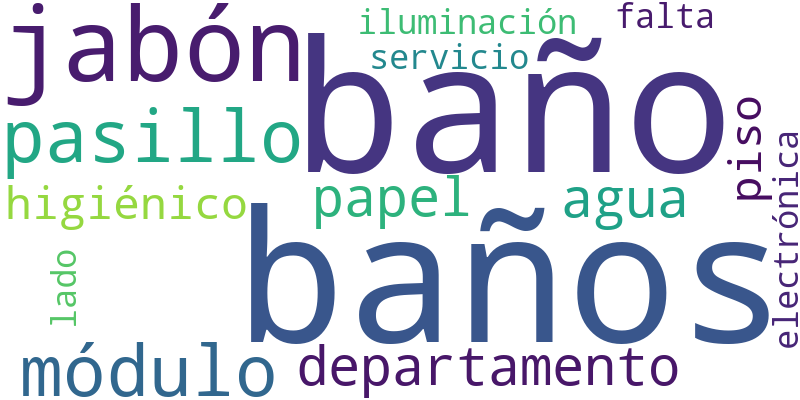 jabón
iluminación
falta
servicio
baño
pasillo
piso
higiénico
papel
agua
electrónica
lado
baños
módulo
departamento